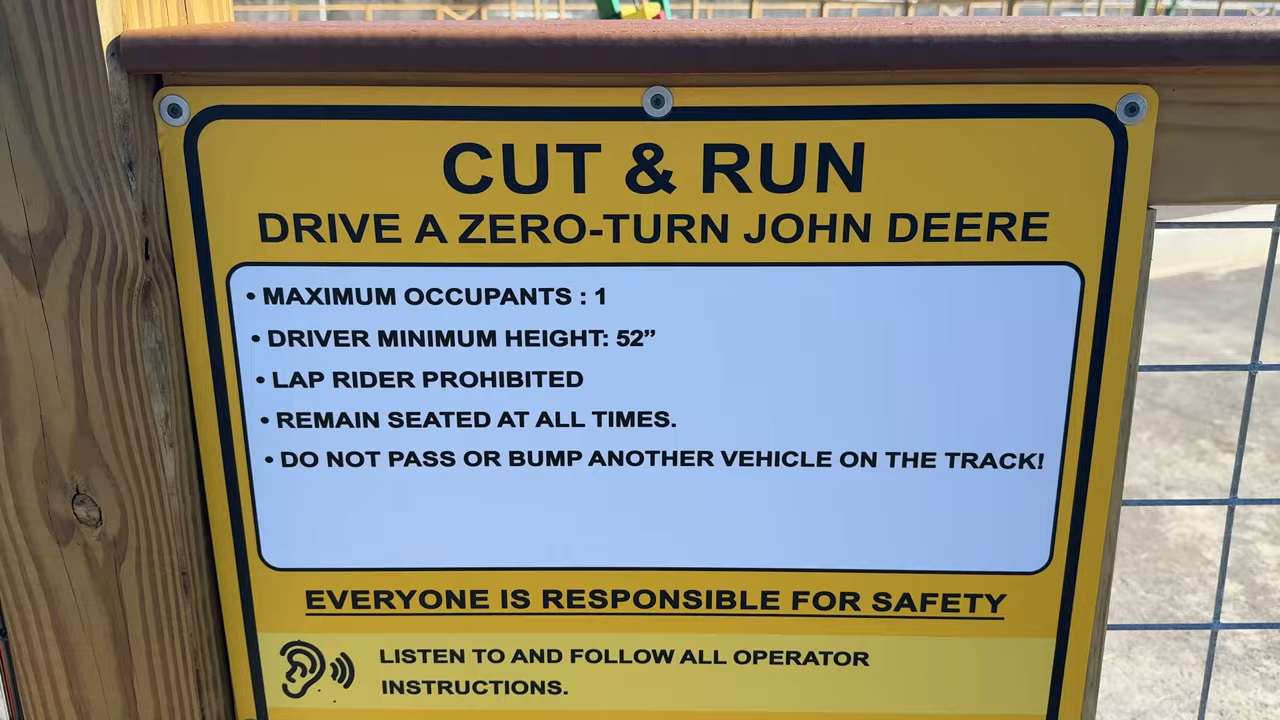 CUT & RUN
DRIVE A ZERO-TURN JOHN DEERE
• MAXIMUM OCCUPANTS : 1
• DRIVER MINIMUM HEIGHT: 52”
• LAP RIDER PROHIBITED
• REMAIN SEATED AT ALL TIMES.
• DO NOT PASS OR BUMP ANOTHER VEHICLE ON THE TRACK!
EVERYONE IS RESPONSIBLE FOR SAFETY
LISTEN TO AND FOLLOW ALL OPERATOR
INSTRUCTIONS.